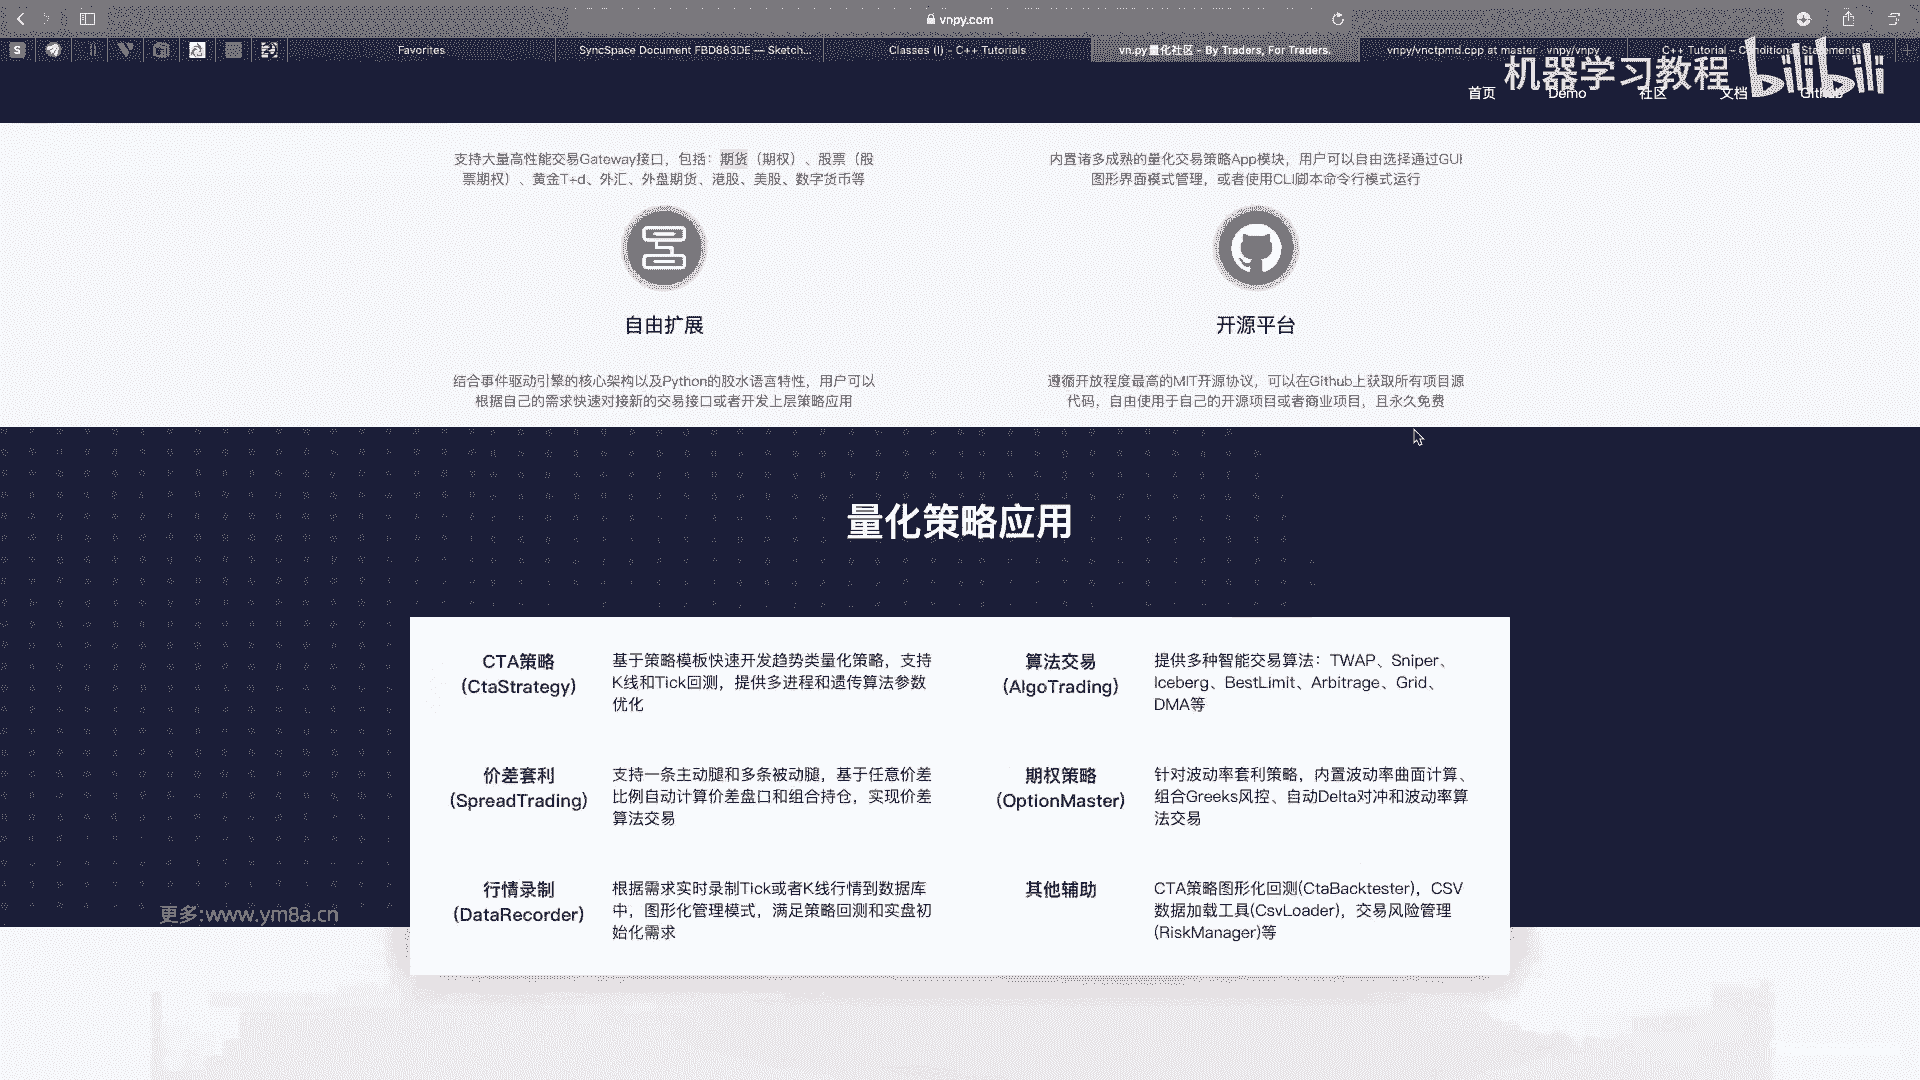 vnpy.com
S
Favorites
SyncSpace Document FBD883DE — Sketch...
Classes (I) - C++ Tutorials
vn.py量化社区 - By Traders, For Traders.
vnpy/vnctpmd.cpp at master · vnpy/vnpy
C++ Tutorial – Conditional Statements
机器学习教程 bilibili
首页
Demo
社区
文档
Github
支持大量高性能交易Gateway接口，包括：期货（期权）、股票（股
票期权）、黄金T+d、外汇、外盘期货、港股、美股、数字货币等
内置诸多成熟的量化交易策略App模块，用户可以自由选择通过GUI
图形界面模式管理，或者使用CLI脚本命令行模式运行
自由扩展
开源平台
结合事件驱动引擎的核心架构以及Python的胶水语言特性，用户可以
根据自己的需求快速对接新的交易接口或者开发上层策略应用
遵循开放程度最高的MIT开源协议，可以在Github上获取所有项目源
代码，自由使用于自己的开源项目或者商业项目，且永久免费
量化策略应用
CTA策略
(CtaStrategy)
基于策略模板快速开发趋势类量化策略，支持
K线和Tick回测，提供多进程和遗传算法参数
优化
算法交易
(AlgoTrading)
提供多种智能交易算法：TWAP、Sniper、
Iceberg、BestLimit、Arbitrage、Grid、
DMA等
价差套利
(SpreadTrading)
支持一条主动腿和多条被动腿，基于任意价差
比例自动计算价差盘口和组合持仓，实现价差
算法交易
期权策略
(OptionMaster)
针对波动率套利策略，内置波动率曲面计算、
组合Greeks风控、自动Delta对冲和波动率算
法交易
行情录制
(DataRecorder)
根据需求实时录制Tick或者K线行情到数据库
中，图形化管理模式，满足策略回测和实盘初
始化需求
其他辅助
CTA策略图形化回测(CtaBacktester)，CSV
数据加载工具(CsvLoader)，交易风险管理
(RiskManager)等
更多:www.ym8a.cn